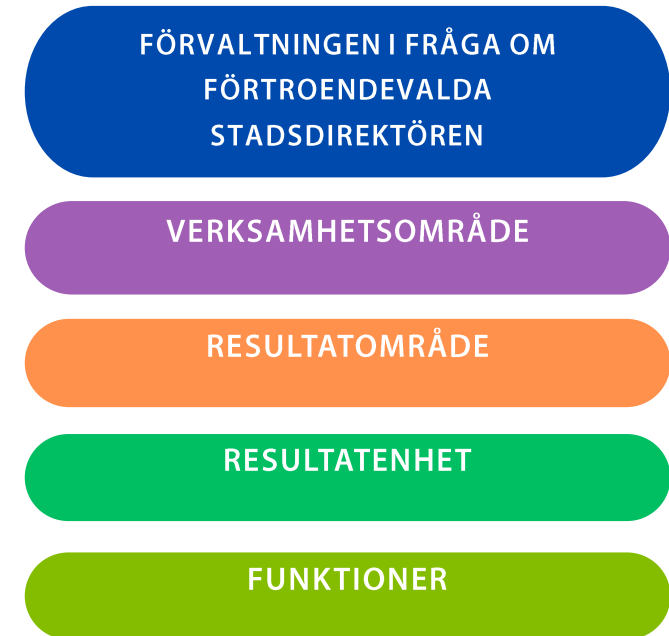 FÖRVALTNINGEN I FRÅGA OM
FÖRTROENDEVALDA
STADSDIREKTÖREN
VERKSAMHETSOMRÅDE
RESULTATOMRÅDE
RESULTATENHET
FUNKTIONER